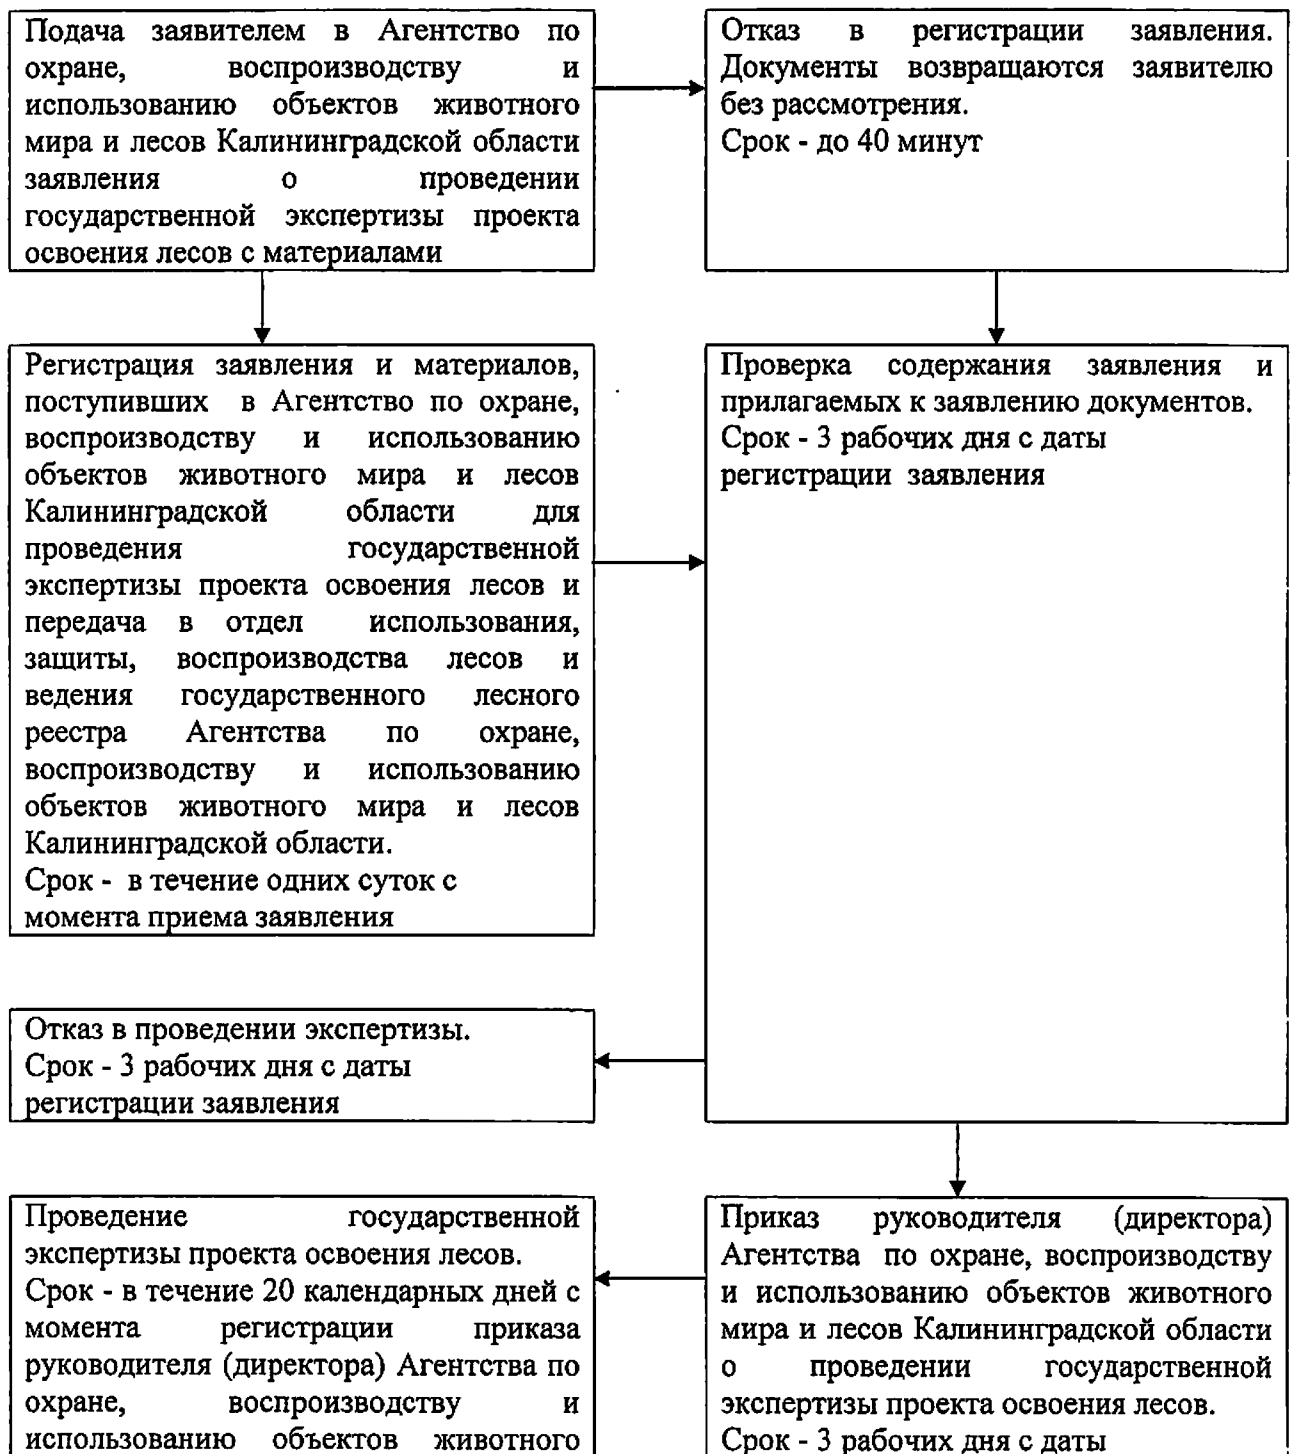 Подача заявителем в Агентство по
охране, воспроизводству и
использованию объектов животного
мира и лесов Калининградской области
заявления о проведении
государственной экспертизы проекта
освоения лесов с материалами
Отказ в регистрации заявления.
Документы возвращаются заявителю
без рассмотрения.
Срок - до 40 минут
Регистрация заявления и материалов,
поступивших в Агентство по охране,
воспроизводству и использованию
объектов животного мира и лесов
Калининградской области для
проведения государственной
экспертизы проекта освоения лесов и
передача в отдел использования,
защиты, воспроизводства лесов и
ведения государственного лесного
реестра Агентства по охране,
воспроизводству и использованию
объектов животного мира и лесов
Калининградской области.
Срок - в течение одних суток с
момента приема заявления
Проверка содержания заявления и
прилагаемых к заявлению документов.
Срок - 3 рабочих дня с даты
регистрации заявления
Отказ в проведении экспертизы.
Срок - 3 рабочих дня с даты
регистрации заявления
Приказ руководителя (директора)
Агентства по охране, воспроизводству
и использованию объектов животного
мира и лесов Калининградской области
о проведении государственной
экспертизы проекта освоения лесов.
Срок - 3 рабочих дня с даты
Проведение государственной
экспертизы проекта освоения лесов.
Срок - в течение 20 календарных дней с
момента регистрации приказа
руководителя (директора) Агентства по
охране, воспроизводству и
использованию объектов животного